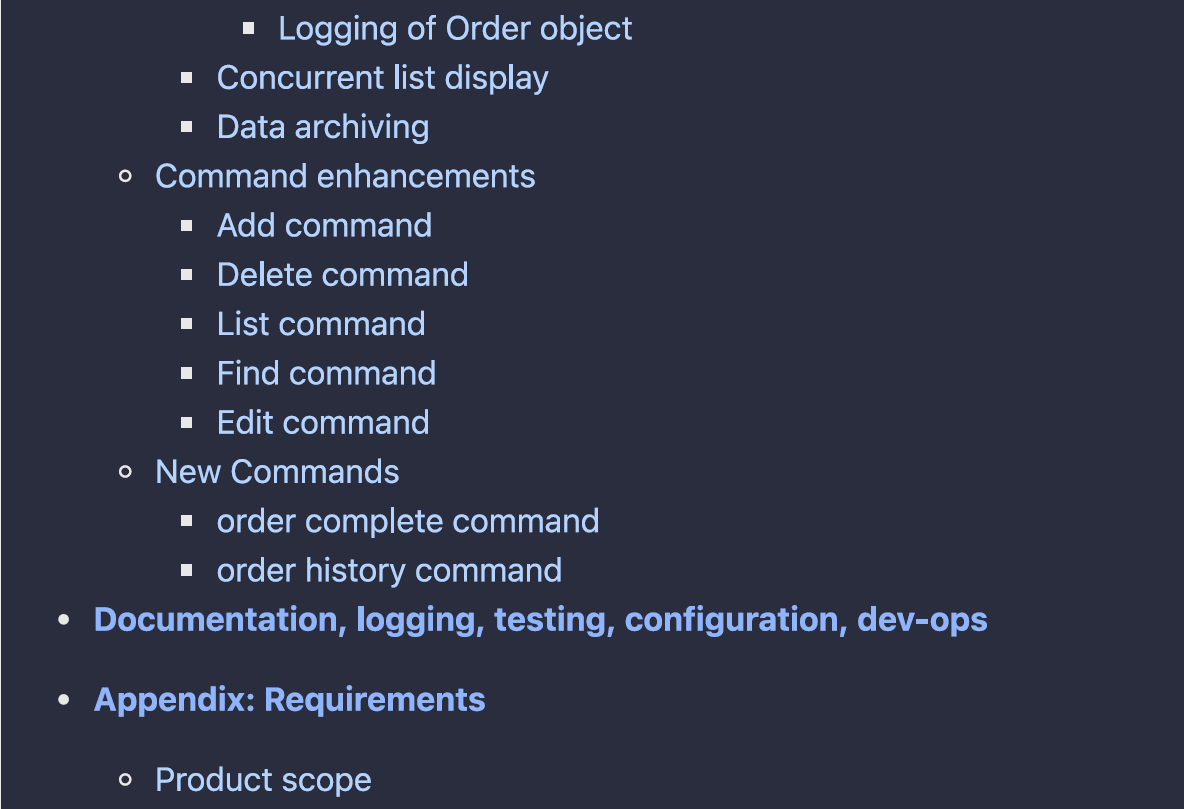 Logging of Order object
Concurrent list display
Data archiving
Command enhancements
Add command
Delete command
List command
Find command
Edit command
New Commands
order complete command
order history command
Documentation, logging, testing, configuration, dev-ops
Appendix: Requirements
Product scope